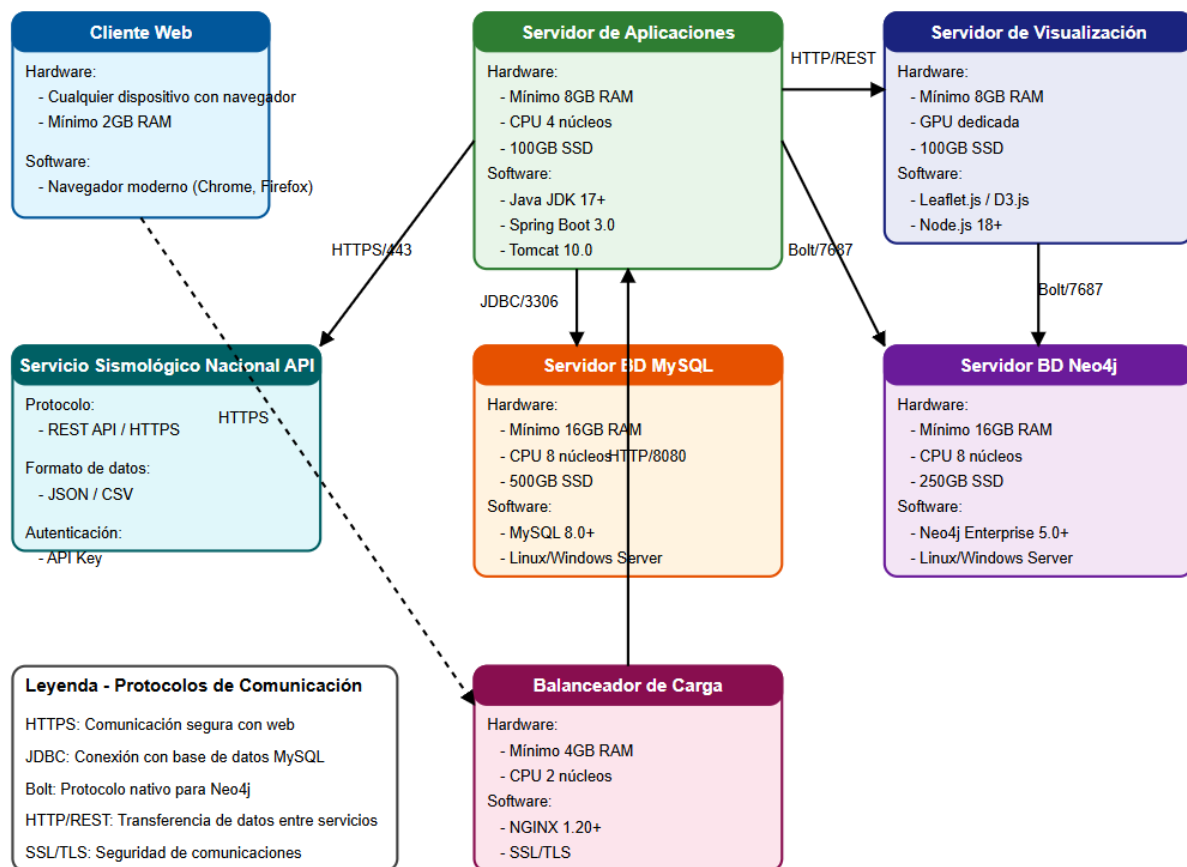 Cliente Web
Hardware:
- Cualquier dispositivo con navegador
- Mínimo 2GB RAM
Software:
- Navegador moderno (Chrome, Firefox)
Servidor de Aplicaciones
Hardware:
- Mínimo 8GB RAM
- CPU 4 núcleos
- 100GB SSD
Software:
- Java JDK 17+
- Spring Boot 3.0
- Tomcat 10.0
HTTP/REST
Servidor de Visualización
Hardware:
- Mínimo 8GB RAM
- GPU dedicada
- 100GB SSD
Software:
- Leaflet.js / D3.js
- Node.js 18+
HTTPS/443
JDBC/3306
Bolt/7687
Bolt/7687
Servicio Sismológico Nacional API
Protocolo:
- REST API / HTTPS
Formato de datos:
- JSON / CSV
Autenticación:
- API Key
HTTPS
Servidor BD MySQL
Hardware:
- Mínimo 16GB RAM
- CPU 8 núcleos
- 500GB SSD
Software:
- MySQL 8.0+
- Linux/Windows Server
HTTP/8080
Servidor BD Neo4j
Hardware:
- Mínimo 16GB RAM
- CPU 8 núcleos
- 250GB SSD
Software:
- Neo4j Enterprise 5.0+
- Linux/Windows Server
Leyenda - Protocolos de Comunicación
HTTPS: Comunicación segura con web
JDBC: Conexión con base de datos MySQL
Bolt: Protocolo nativo para Neo4j
HTTP/REST: Transferencia de datos entre servicios
SSL/TLS: Seguridad de comunicaciones
Balanceador de Carga
Hardware:
- Mínimo 4GB RAM
- CPU 2 núcleos
Software:
- NGINX 1.20+
- SSL/TLS